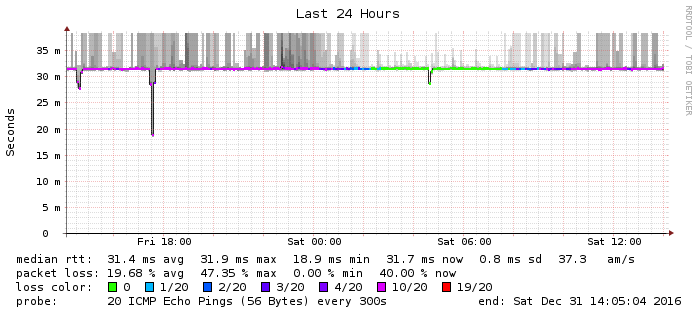 Last 24 Hours
RRDTOOL / TOBI OETIKER
Seconds
35 m
30 m
25 m
20 m
15 m
10 m
5 m
0
Fri 18:00 Sat 00:00 Sat 06:00 Sat 12:00
median rtt: 31.4 ms avg 31.9 ms max 18.9 ms min 31.7 ms now 0.8 ms sd 37.3 am/s
packet loss: 19.68 % avg 47.35 % max 0.00 % min 40.00 % now
loss color: 0 1/20 2/20 3/20 4/20 10/20 19/20
probe: 20 ICMP Echo Pings (56 Bytes) every 300s end: Sat Dec 31 14:05:04 2016